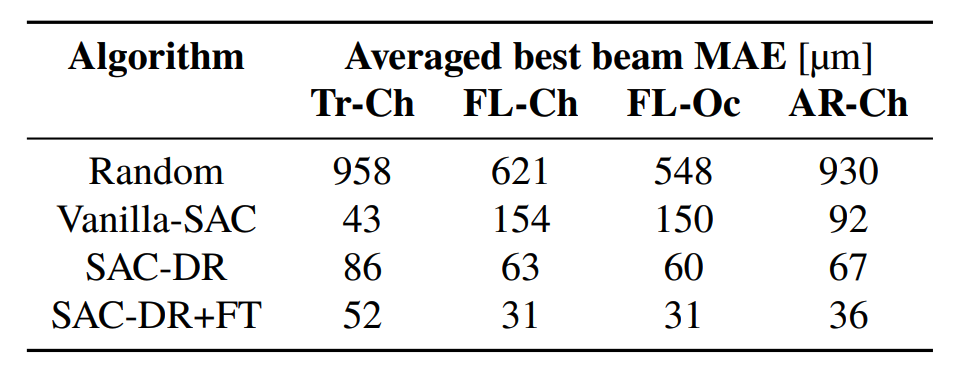 Algorithm Averaged best beam MAE [μm]
Tr-Ch FL-Ch FL-Oc AR-Ch
Random 958 621 548 930
Vanilla-SAC 43 154 150 92
SAC-DR 86 63 60 67
SAC-DR+FT 52 31 31 36